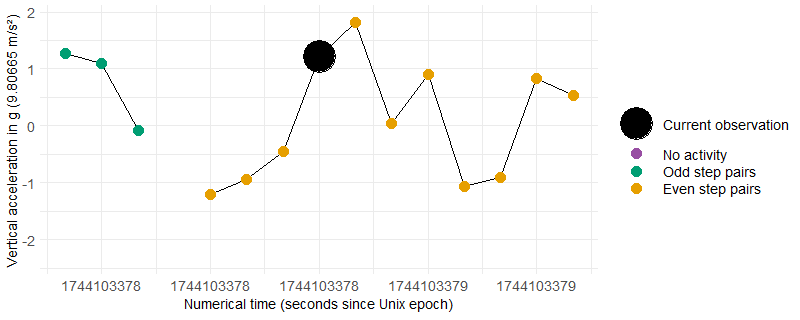 Vertical acceleration in g (9.80665 m/s²)
2
1
0
-1
-2
1744103378
1744103378
1744103378
1744103379
1744103379
Numerical time (seconds since Unix epoch)
Current observation
No activity
Odd step pairs
Even step pairs